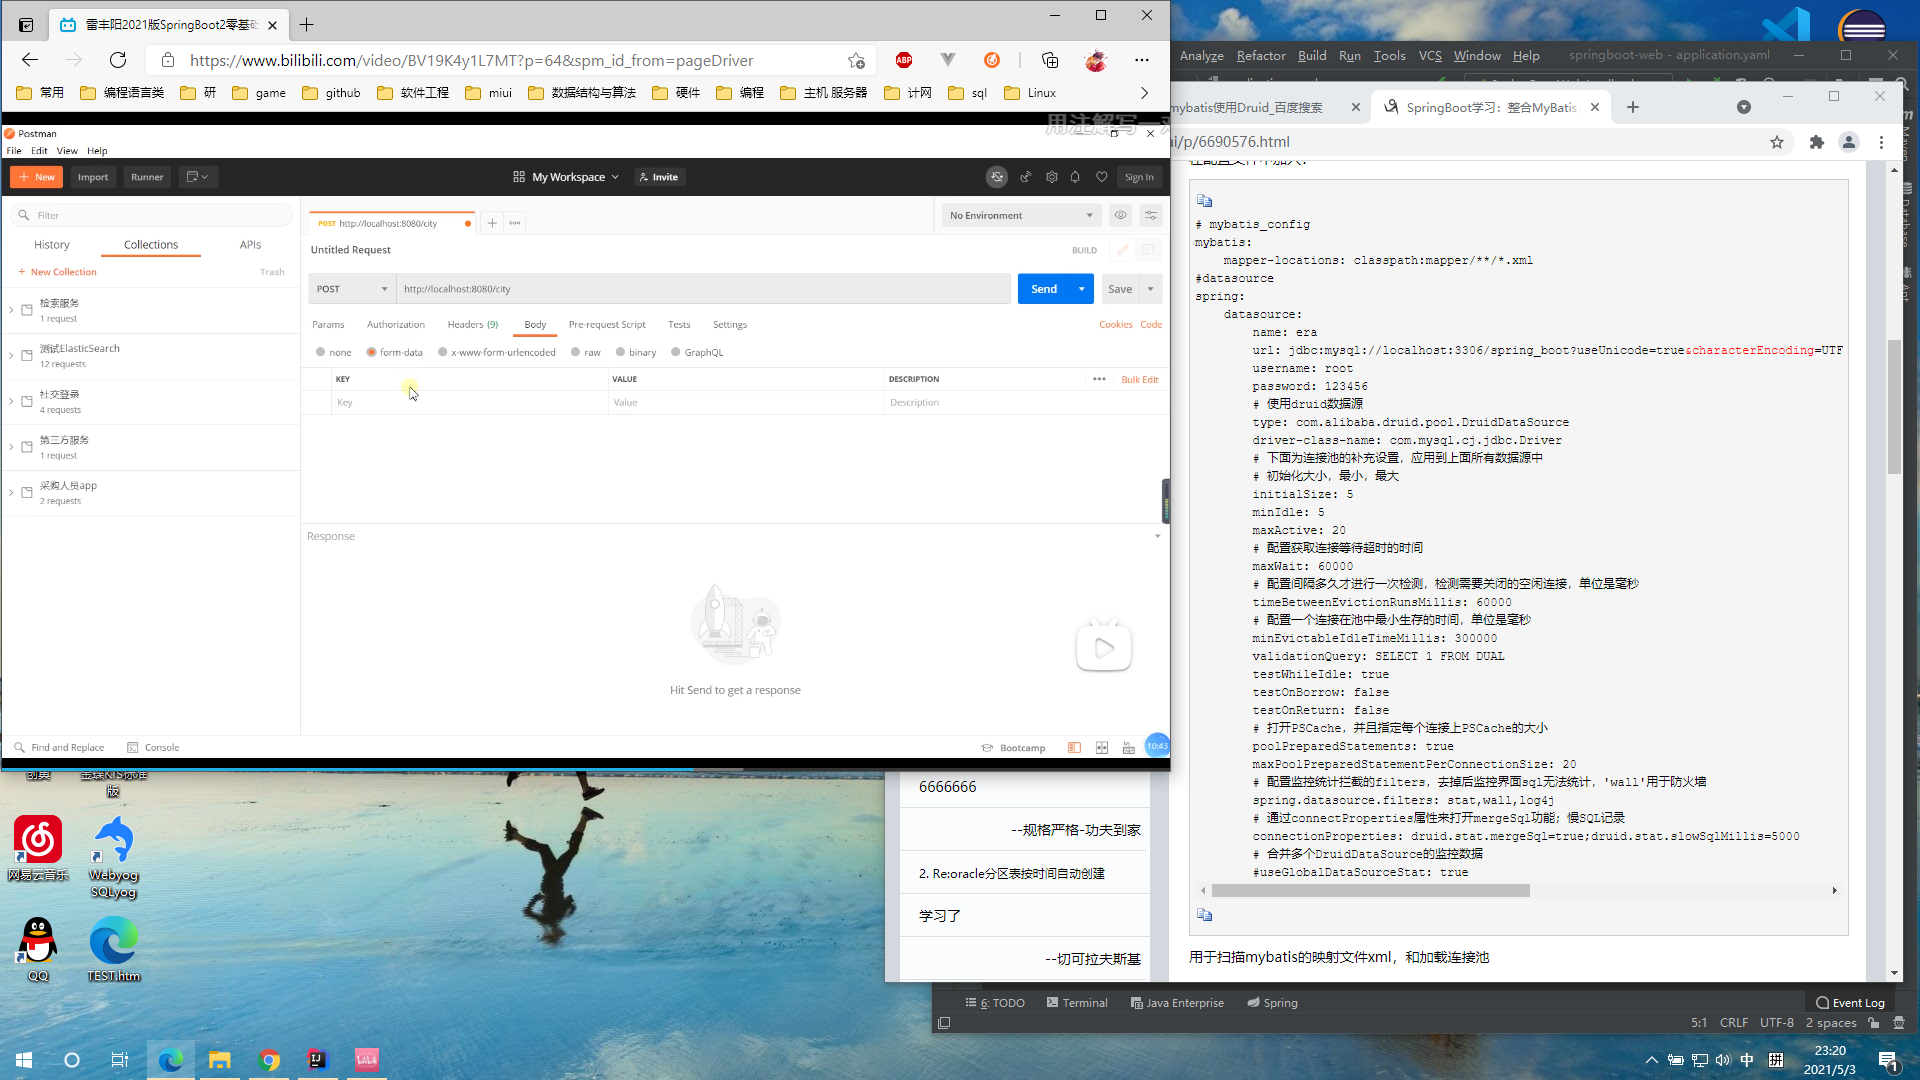 雷丰阳2021版SpringBoot2零基础
https://www.bilibili.com/video/BV19K4y1L7MT?p=64&spm_id_from=pageDriver
ABP
常用
编程语言类
研
game
github
软件工程
miui
数据结构与算法
硬件
编程
主机 服务器
计网
sql
Linux
用注解写一
Postman
File Edit View Help
New
Import
Runner
My Workspace
Invite
Sign In
Filter
History
Collections
APIs
+ New Collection
Trash
检索服务
1 request
测试ElasticSearch
12 requests
社交登录
4 requests
第三方服务
1 request
采购人员app
2 requests
POST http://localhost:8080/city
No Environment
Untitled Request
BUILD
POST
http://localhost:8080/city
Send
Save
Params
Authorization
Headers (9)
Body
Pre-request Script
Tests
Settings
Cookies Code
none
form-data
x-www-form-urlencoded
raw
binary
GraphQL
KEY
VALUE
DESCRIPTION
Bulk Edit
Key
Value
Description
Response
Hit Send to get a response
Find and Replace
Console
Bootcamp
10:43
Analyze Refactor Build Run Tools VCS Window Help
springboot-web - application.yaml
mybatis使用Druid_百度搜索
SpringBoot学习：整合MyBatis
ai/p/6690576.html
# mybatis_config
mybatis:
mapper-locations: classpath:mapper/**/*.xml
#datasource
spring:
datasource:
name: era
url: jdbc:mysql://localhost:3306/spring_boot?useUnicode=true&characterEncoding=UTF
username: root
password: 123456
# 使用druid数据源
type: com.alibaba.druid.pool.DruidDataSource
driver-class-name: com.mysql.cj.jdbc.Driver
# 下面为连接池的补充设置，应用到上面所有数据源中
# 初始化大小，最小，最大
initialSize: 5
minIdle: 5
maxActive: 20
# 配置获取连接等待超时的时间
maxWait: 60000
# 配置间隔多久才进行一次检测，检测需要关闭的空闲连接，单位是毫秒
timeBetweenEvictionRunsMillis: 60000
# 配置一个连接在池中最小生存的时间，单位是毫秒
minEvictableIdleTimeMillis: 300000
validationQuery: SELECT 1 FROM DUAL
testWhileIdle: true
testOnBorrow: false
testOnReturn: false
# 打开PSCache，并且指定每个连接上PSCache的大小
poolPreparedStatements: true
maxPoolPreparedStatementPerConnectionSize: 20
# 配置监控统计拦截的filters，去掉后监控界面sql无法统计，'wall'用于防火墙
spring.datasource.filters: stat,wall,log4j
# 通过connectProperties属性来打开mergeSql功能；慢SQL记录
connectionProperties: druid.stat.mergeSql=true;druid.stat.slowSqlMillis=5000
# 合并多个DruidDataSource的监控数据
#useGlobalDataSourceStat: true
用于扫描mybatis的映射文件xml，和加载连接池
Maven
Database
Ant
6666666
--规格严格-功夫到家
2. Re:oracle分区表按时间自动创建
学习了
--切可拉夫斯基
6: TODO
Terminal
Java Enterprise
Spring
Event Log
5:1 CRLF UTF-8 2 spaces
版
网易云音乐
Webyog
SQLyog
QQ
TEST.htm
中
拼
23:20
2021/5/3
1